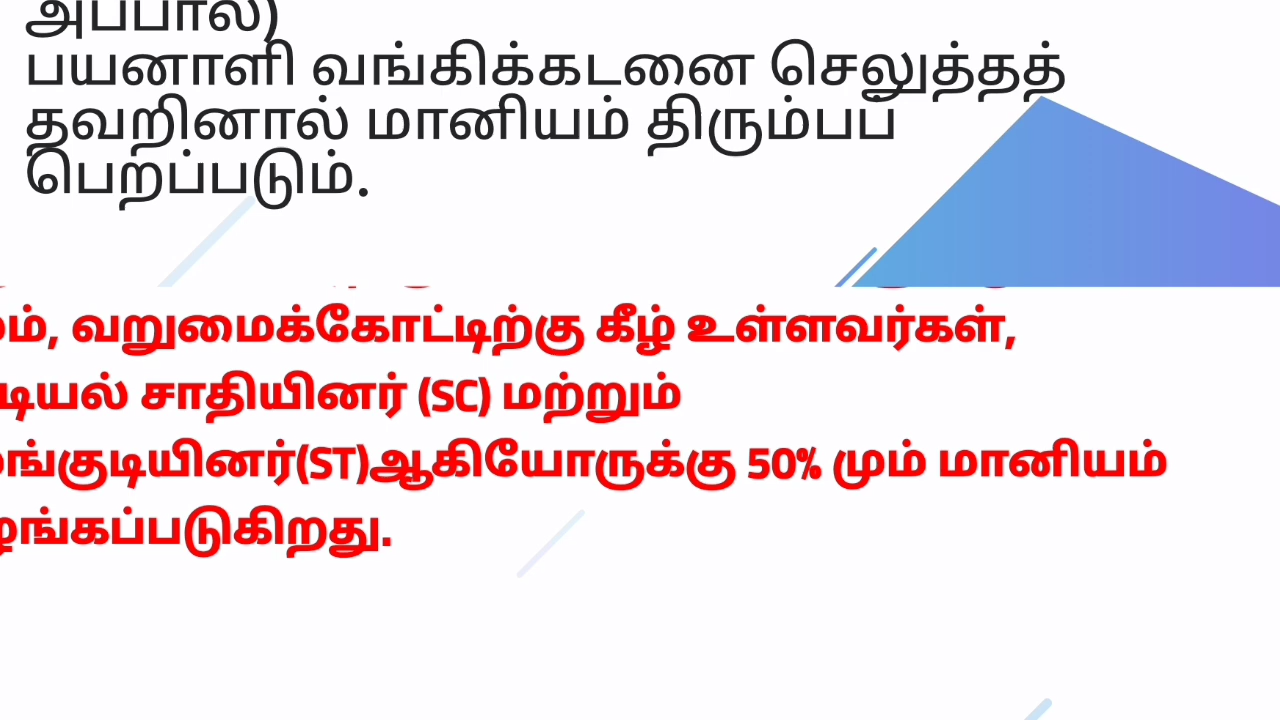 அப்பால்)
பயனாளி வங்கிக்கடனை செலுத்தத்
தவறினால் மானியம் திரும்பப்
பெறப்படும்.
வறுமைக்கோட்டிற்கு கீழ் உள்ளவர்கள்,
சாதியினர் (SC) மற்றும்
ஆகியோருக்கு 50% மும் மானியம்